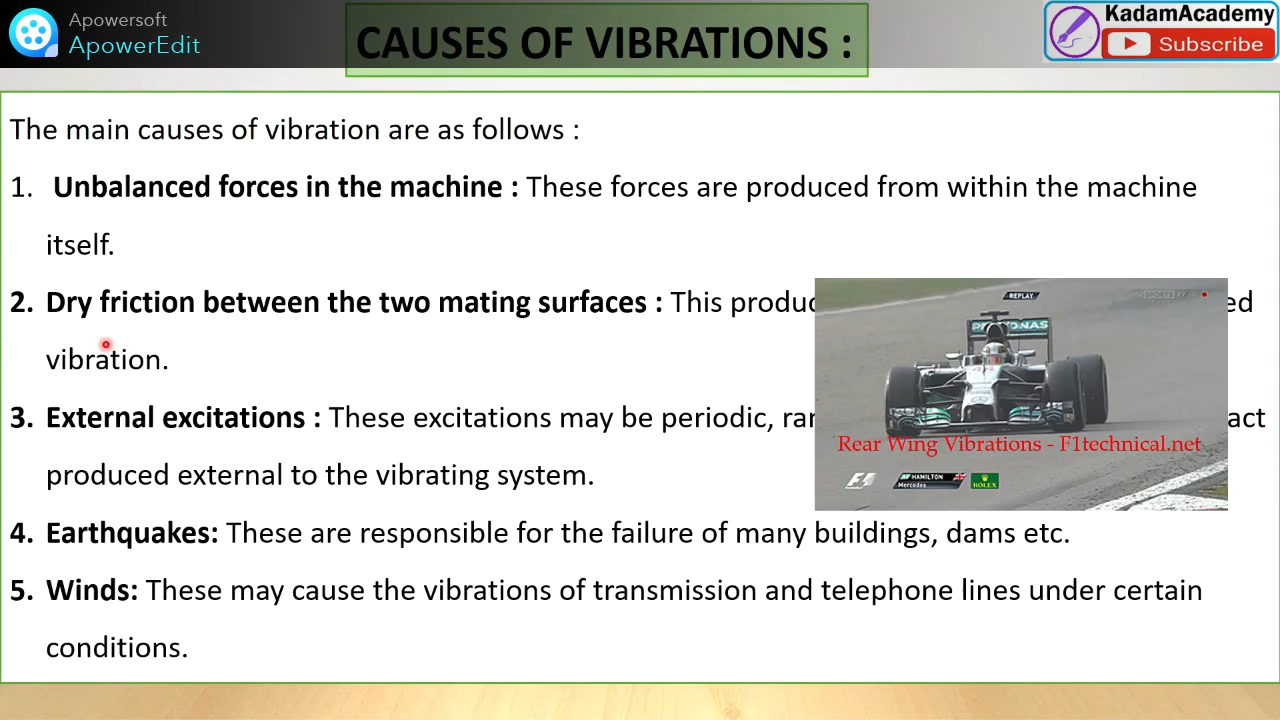 Apowersoft
ApowerEdit
CAUSES OF VIBRATIONS :
KadamAcademy
Subscribe
The main causes of vibration are as follows :
1. Unbalanced forces in the machine : These forces are produced from within the machine
itself.
2. Dry friction between the two mating surfaces : This produc ed
vibration.
3. External excitations : These excitations may be periodic, ran act
produced external to the vibrating system.
REPLAY
PETRONAS
Rear Wing Vibrations - F1technical.net
F1 HAMILTON ROLEX
Mercedes
4. Earthquakes: These are responsible for the failure of many buildings, dams etc.
5. Winds: These may cause the vibrations of transmission and telephone lines under certain
conditions.